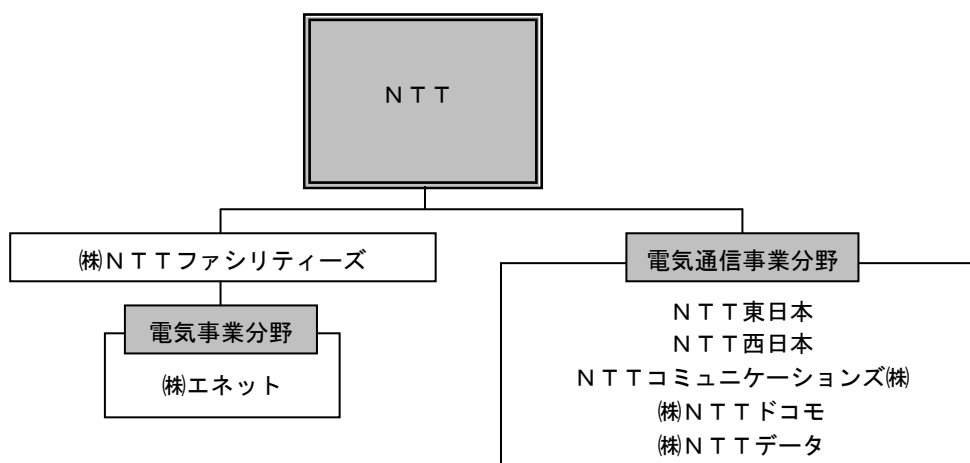 ＮＴＴ
㈱ＮＴＴファシリティーズ
電気事業分野
㈱エネット
電気通信事業分野
ＮＴＴ東日本
ＮＴＴ西日本
ＮＴＴコミュニケーションズ㈱
㈱ＮＴＴドコモ
㈱ＮＴＴデータ